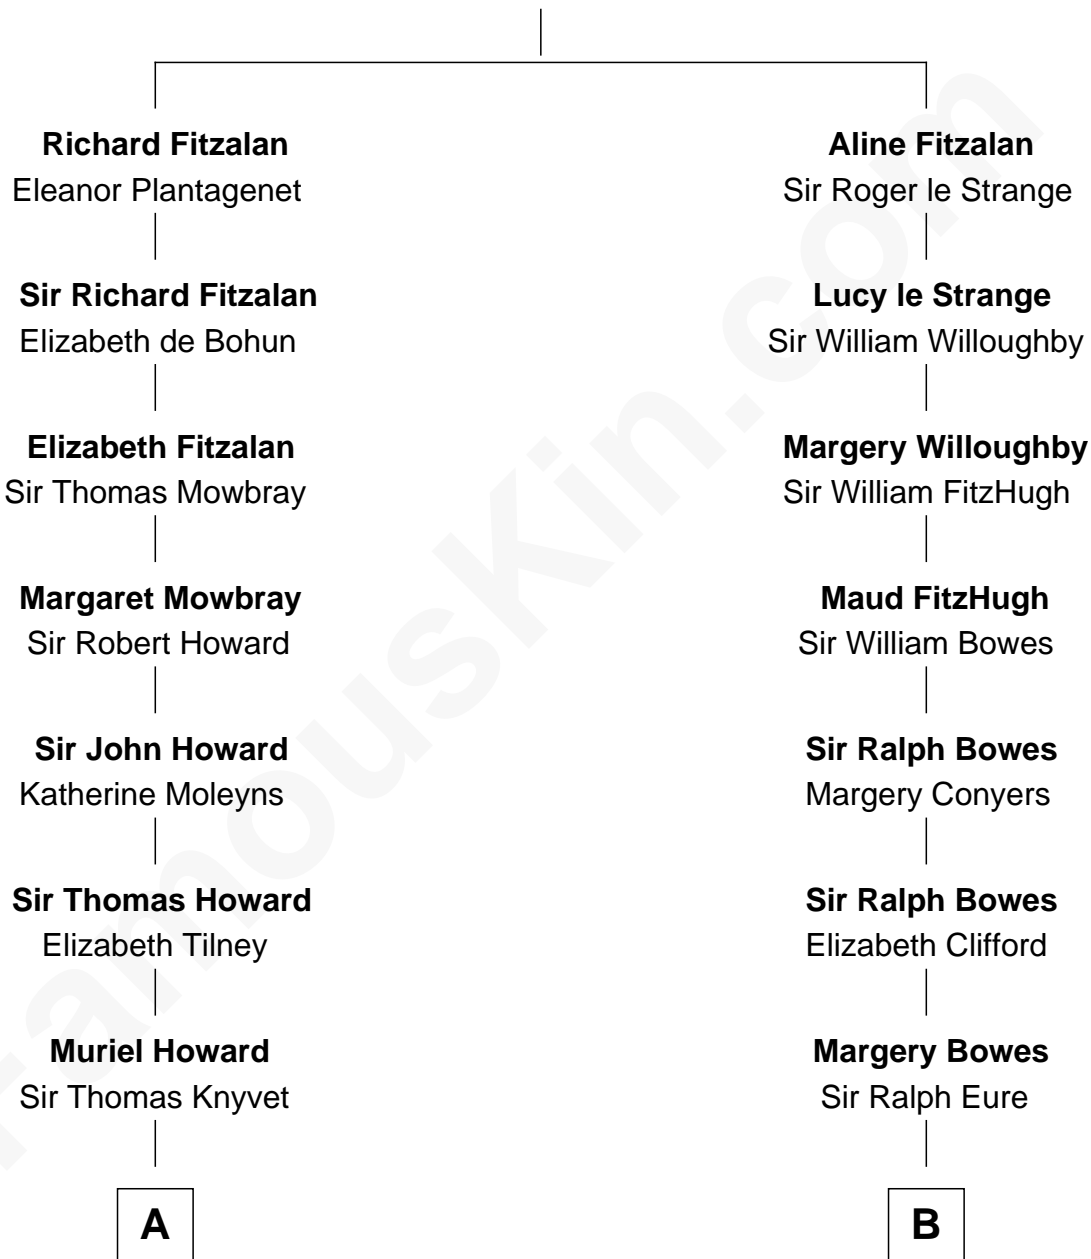 Richard Fitzalan
Eleanor Plantagenet
Sir Richard Fitzalan
Elizabeth de Bohun
Elizabeth Fitzalan
Sir Thomas Mowbray
Margaret Mowbray
Sir Robert Howard
Sir John Howard
Katherine Moleyns
Sir Thomas Howard
Elizabeth Tilney
Muriel Howard
Sir Thomas Knyvet
A
Aline Fitzalan
Sir Roger le Strange
Lucy le Strange
Sir William Willoughby
Margery Willoughby
Sir William FitzHugh
Maud FitzHugh
Sir William Bowes
Sir Ralph Bowes
Margery Conyers
Sir Ralph Bowes
Elizabeth Clifford
Margery Bowes
Sir Ralph Eure
B
FamousKin.com